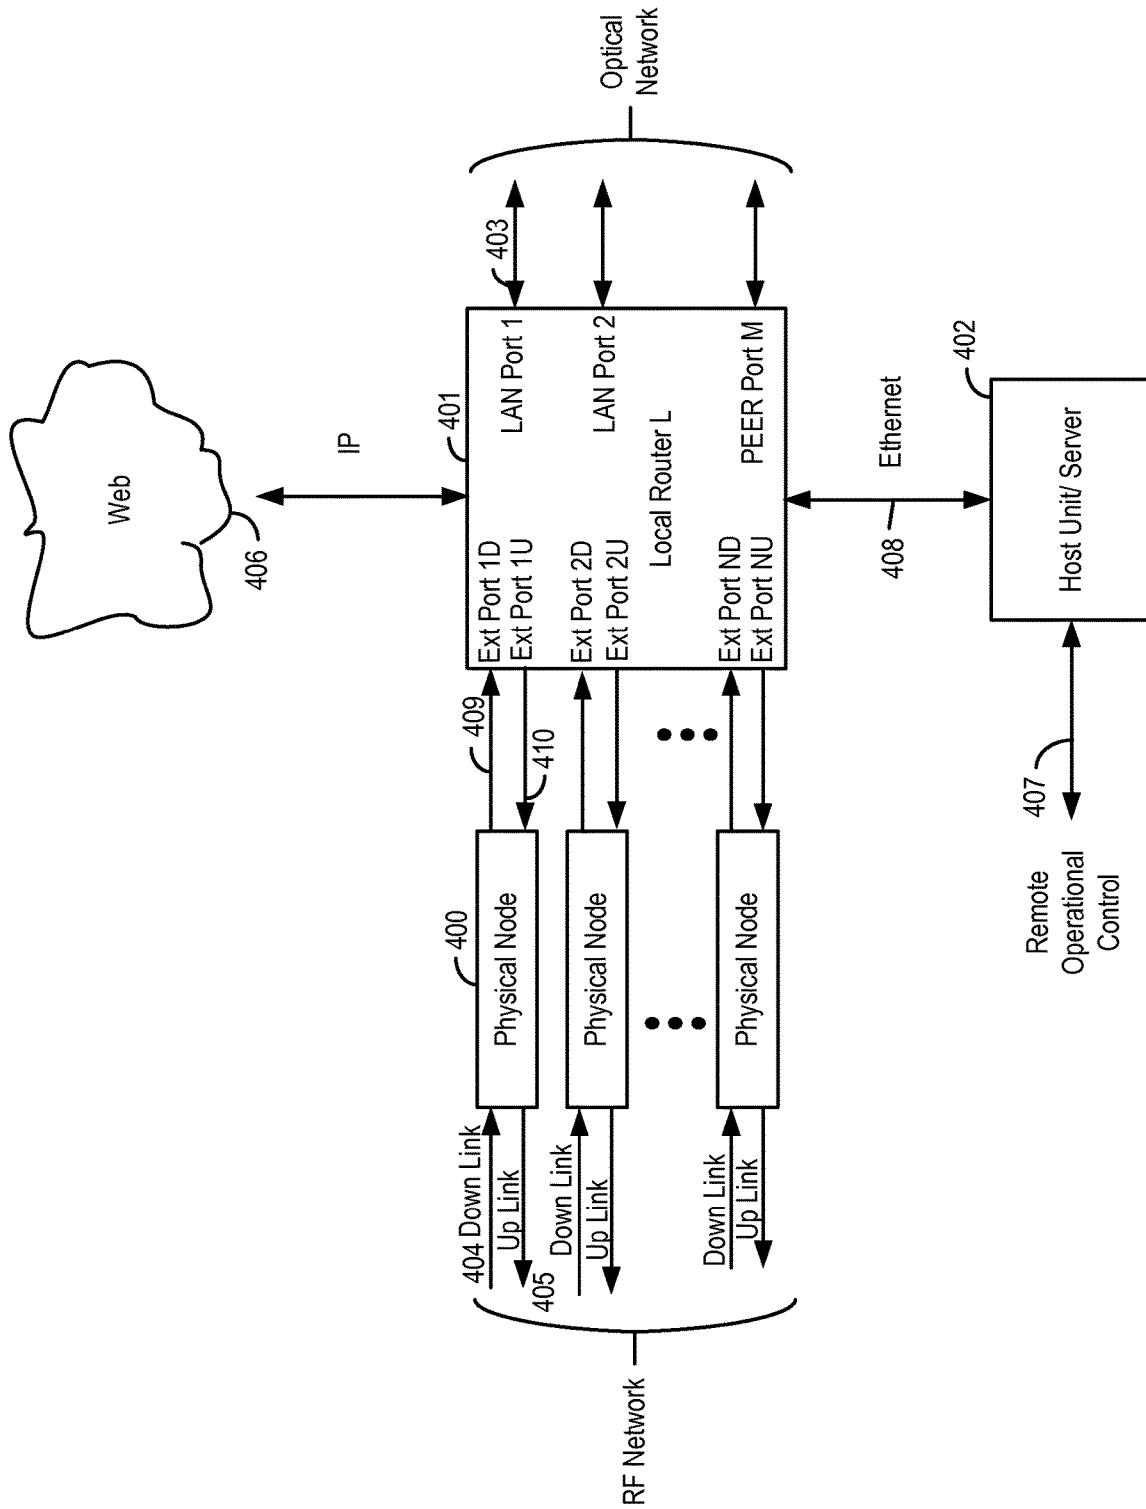 Web
406
IP
401
Ext Port 1D
Ext Port 1U
Ext Port 2D
Ext Port 2U
Ext Port ND
Ext Port NU
Local Router L
LAN Port 1
LAN Port 2
PEER Port M
403
Optical
Network
400
409
410
Physical Node
Physical Node
Physical Node
404 Down Link
Up Link
405
Down Link
Up Link
Down Link
Up Link
RF Network
408
Ethernet
402
Host Unit/ Server
407
Remote
Operational
Control